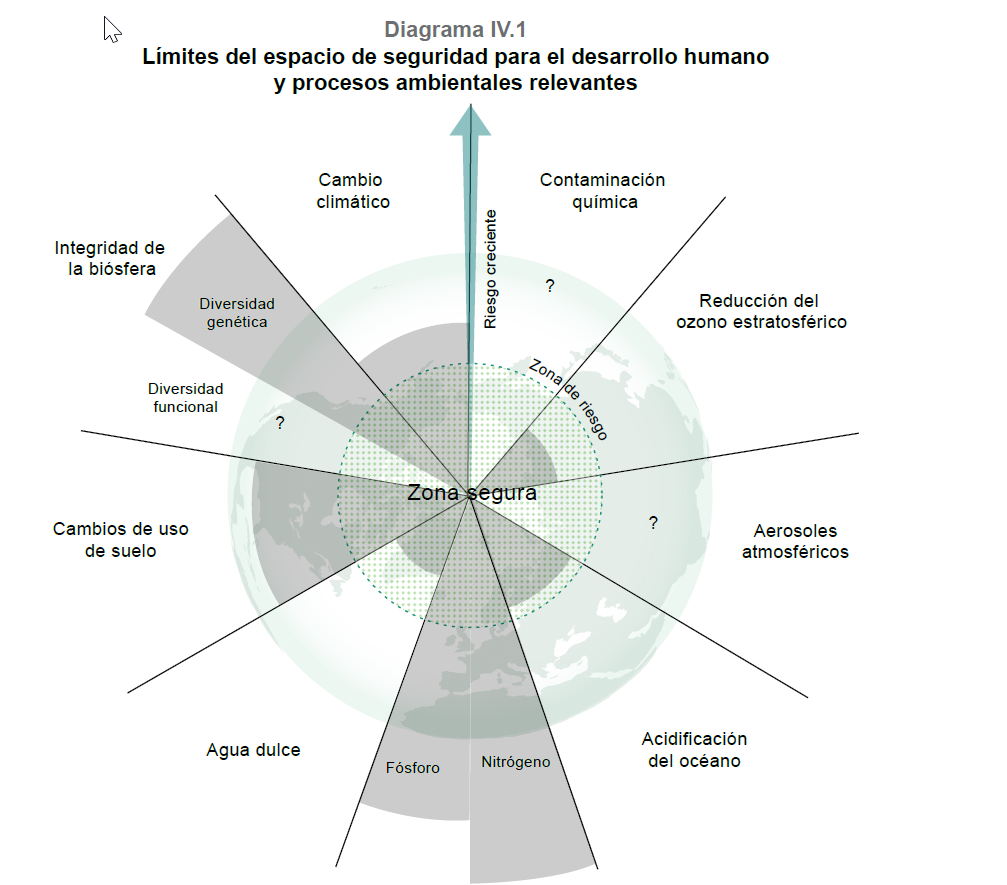 Diagrama IV.1
Límites del espacio de seguridad para el desarrollo humano
y procesos ambientales relevantes
Cambio
climático
Contaminación
química
Riesgo creciente
?
Integridad de
la biósfera
Diversidad
genética
Diversidad
funcional
?
Reducción del
ozono estratosférico
Zona de riesgo
Zona segura
Cambios de uso
de suelo
?
Aerosoles
atmosféricos
Agua dulce
Fósforo
Nitrógeno
Acidificación
del océano